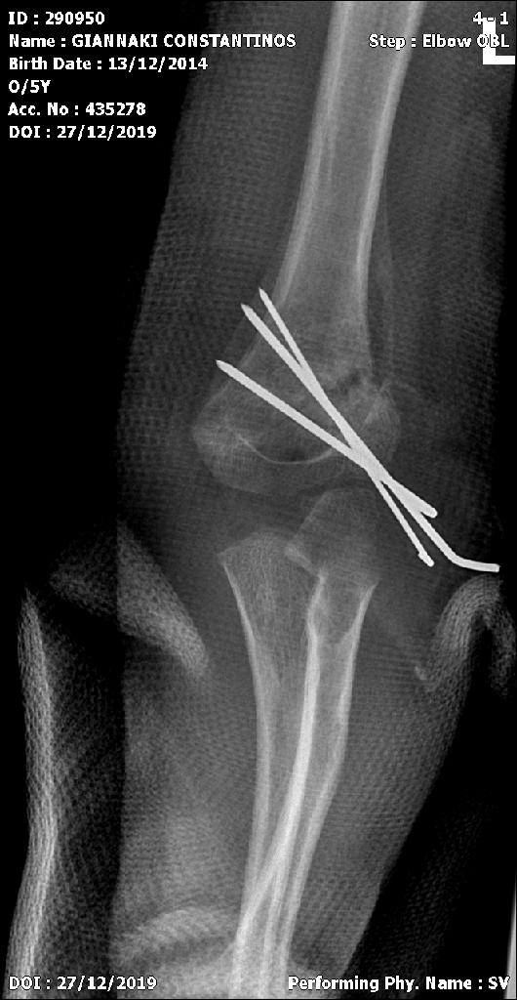 ID : 290950
4 - 1
Name : GIANNAKI CONSTANTINOS
Step : Elbow OBL
L
Birth Date : 13/12/2014
O/5Y
Acc. No : 435278
DOI : 27/12/2019
DOI : 27/12/2019
Performing Phy. Name : SV